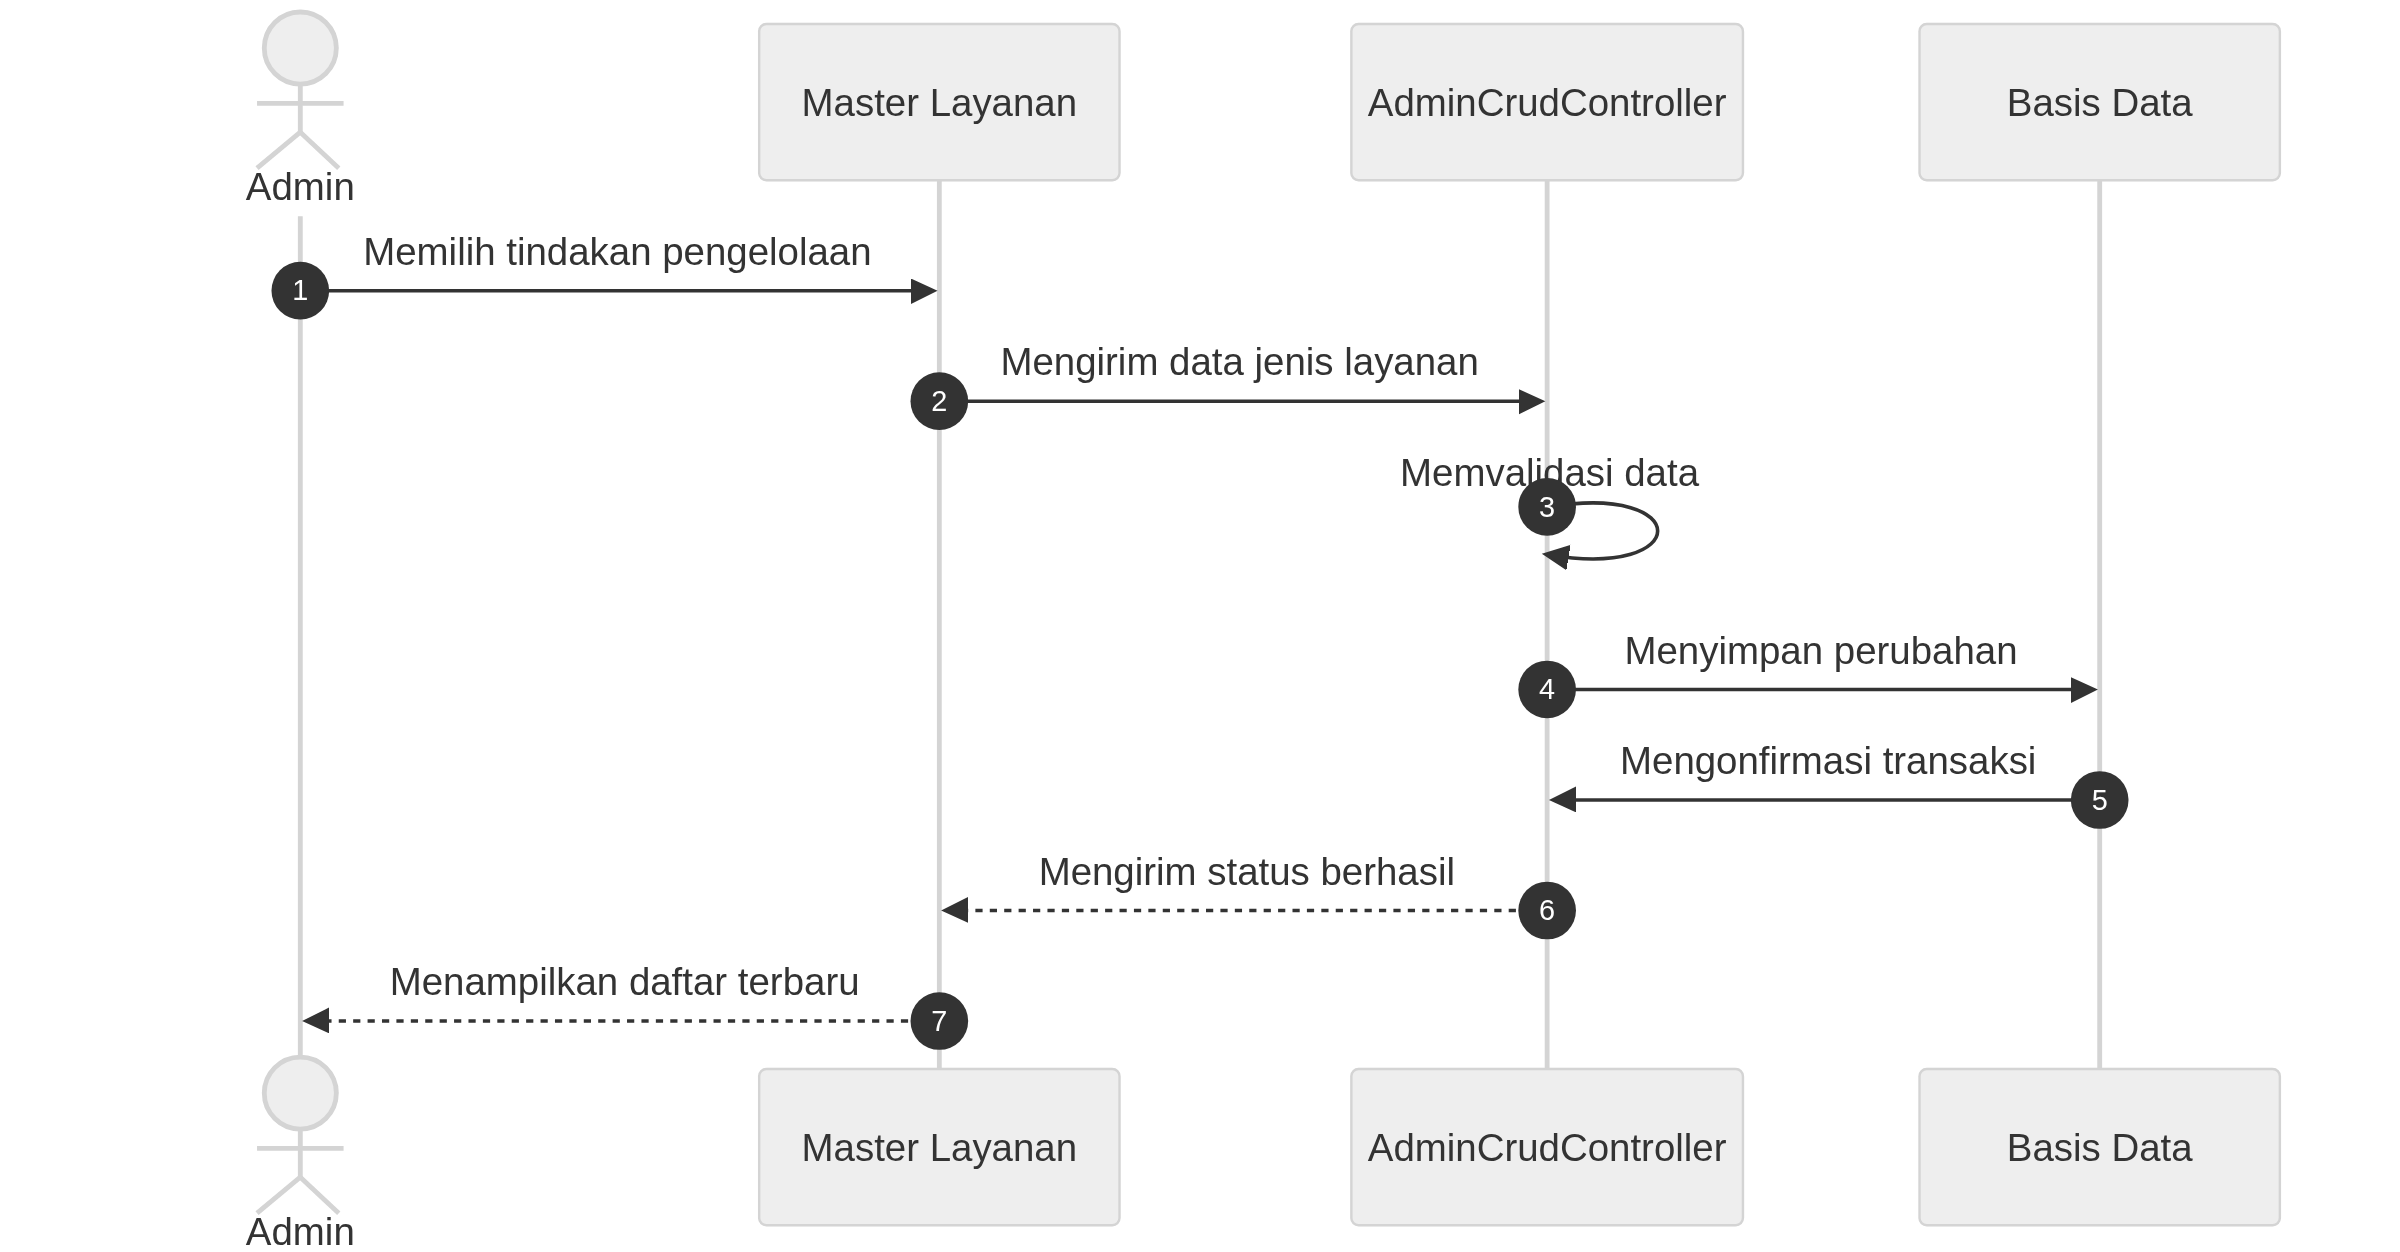 Master Layanan
AdminCrudController
Basis Data
Admin
Memilih tindakan pengelolaan
1
Mengirim data jenis layanan
2
Memvalidasi data
3
Menyimpan perubahan
4
Mengonfirmasi transaksi
5
Mengirim status berhasil
6
Menampilkan daftar terbaru
7
Master Layanan
AdminCrudController
Basis Data
Admin